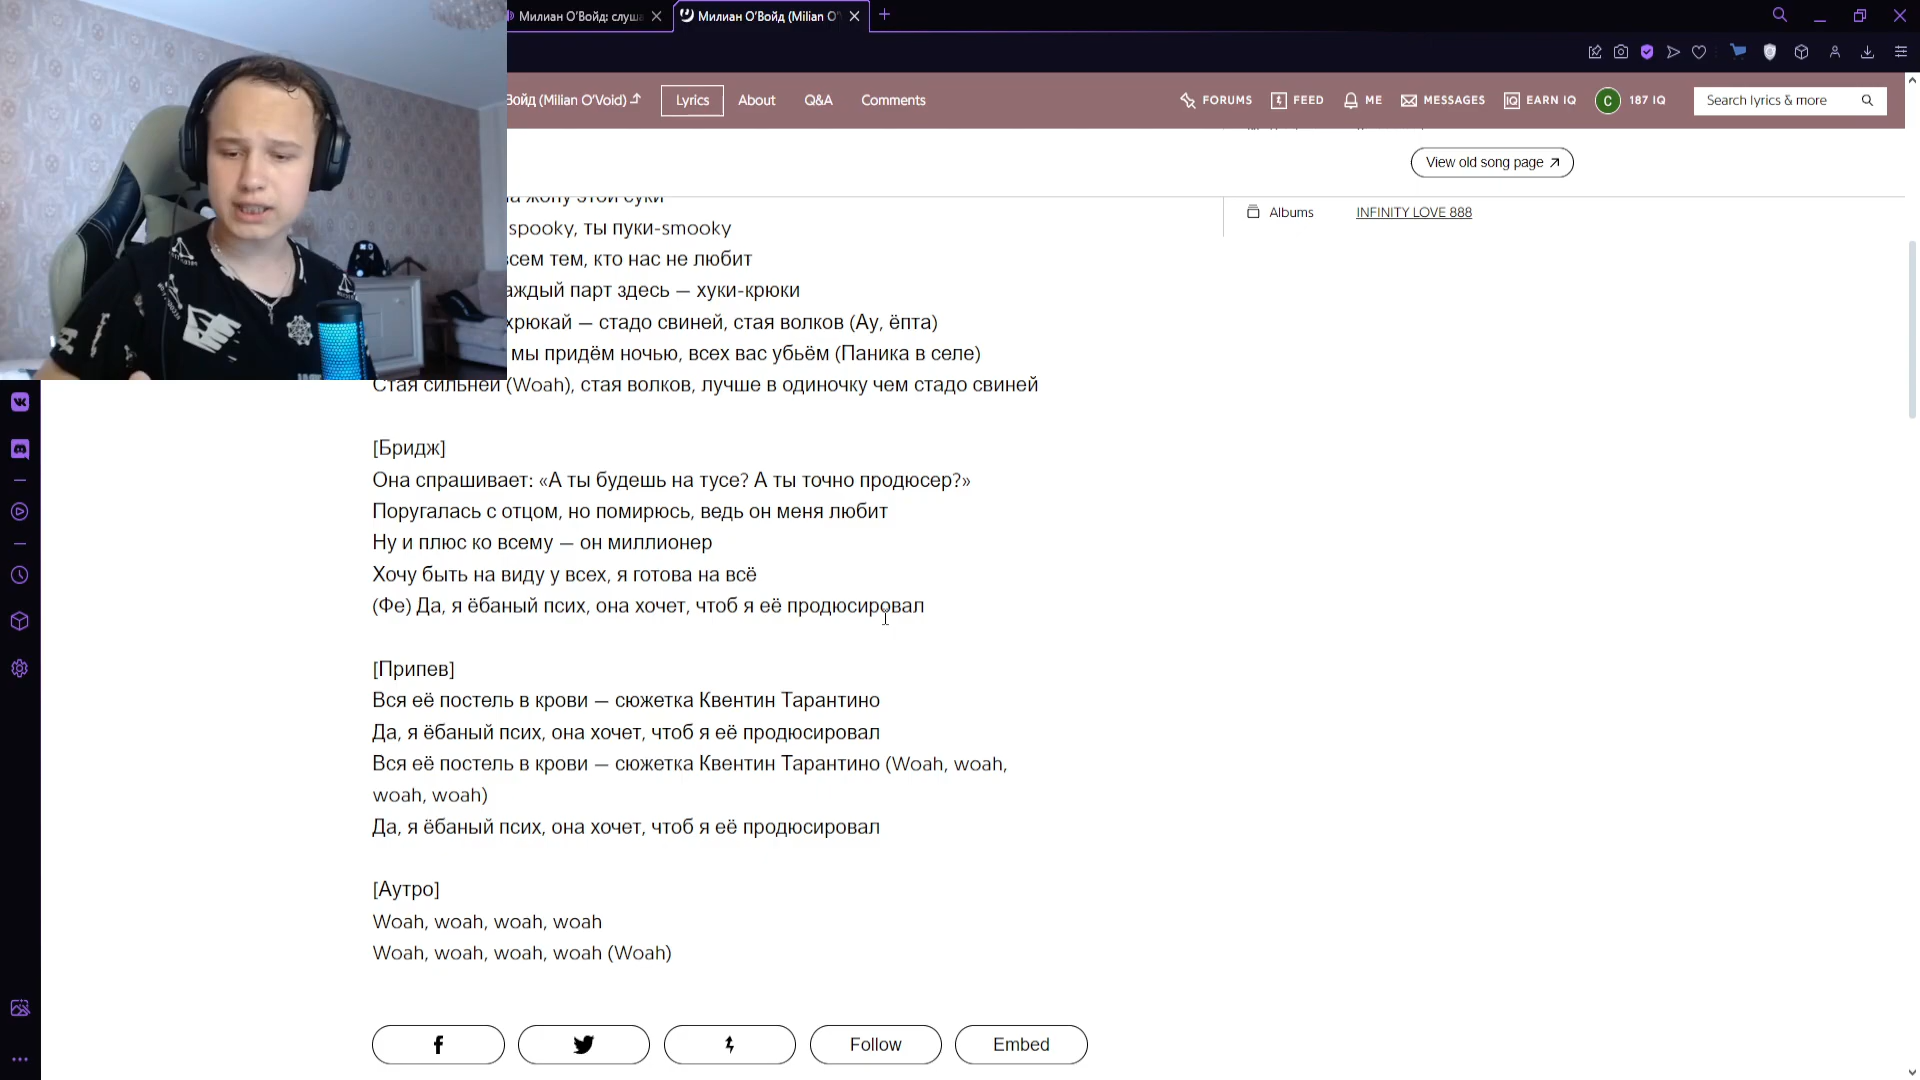 Милиан О'Войд: слуш
Милиан О'Войд (Milian O'
Войд (Milian O'Void)
Lyrics
About
Q&A
Comments
FORUMS
FEED
ME
MESSAGES
EARN IQ
C
187 IQ
Search lyrics & more
View old song page
Albums
INFINITY LOVE 888
жопу этой суки
spooky, ты пуки-smooky
всем тем, кто нас не любит
аждый парт здесь — хуки-крюки
хрюкай — стадо свиней, стая волков (Ау, ёпта)
мы придём ночью, всех вас убьём (Паника в селе)
Стая сильней (Woah), стая волков, лучше в одиночку чем стадо свиней
[Бридж]
Она спрашивает: «А ты будешь на тусе? А ты точно продюсер?»
Поругалась с отцом, но помирюсь, ведь он меня любит
Ну и плюс ко всему — он миллионер
Хочу быть на виду у всех, я готова на всё
(Фе) Да, я ёбаный псих, она хочет, чтоб я её продюсировал
[Припев]
Вся её постель в крови — сюжетка Квентин Тарантино
Да, я ёбаный псих, она хочет, чтоб я её продюсировал
Вся её постель в крови — сюжетка Квентин Тарантино (Woah, woah,
woah, woah)
Да, я ёбаный псих, она хочет, чтоб я её продюсировал
[Аутро]
Woah, woah, woah, woah
Woah, woah, woah, woah (Woah)
Follow
Embed